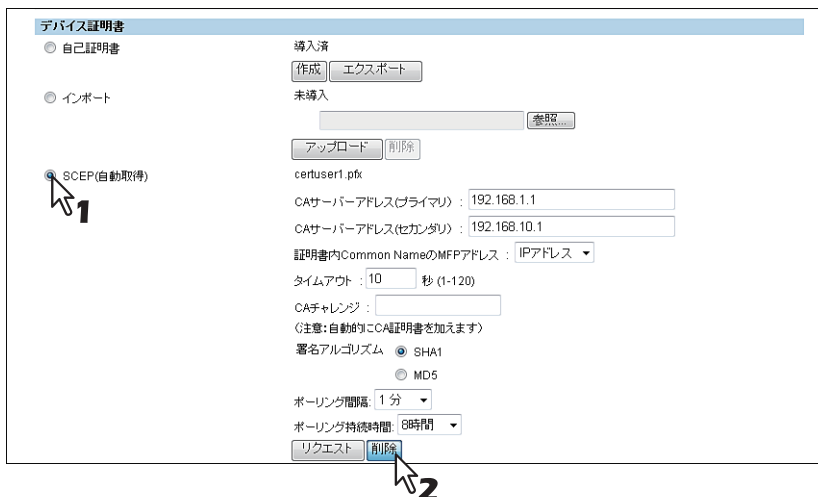 デバイス証明書
自己証明書 導入済
作成 エクスポート
インポート 未導入
参照...
アップロード 削除
SCEP(自動取得) certuser1.pfx
1
CAサーバーアドレス(プライマリ) : 192.168.1.1
CAサーバーアドレス(セカンダリ) : 192.168.10.1
証明書内Common NameのMFPアドレス : IPアドレス
タイムアウト : 10 秒 (1-120)
CAチャレンジ :
(注意:自動的にCA証明書を加えます)
署名アルゴリズム SHA1
MD5
ポーリング間隔: 1 分
ポーリング持続時間: 8時間
リクエスト 削除
2